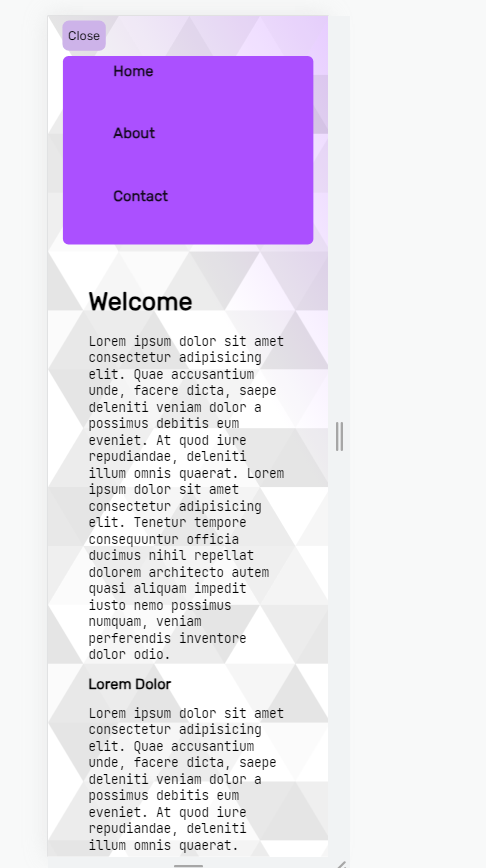 Close
Home
About
Contact
Welcome
Lorem ipsum dolor sit amet
consectetur adipisicing
elit. Quae accusantium
unde, facere dicta, saepe
deleniti veniam dolor a
possimus debitis eum
eveniet. At quod iure
repudiandae, deleniti
illum omnis quaerat. Lorem
ipsum dolor sit amet
consectetur adipisicing
elit. Tenetur tempore
consequuntur officia
ducimus nihil repellat
dolorem architecto autem
quasi aliquam impedit
iusto nemo possimus
numquam, veniam
perferendis inventore
dolor odio.
Lorem Dolor
Lorem ipsum dolor sit amet
consectetur adipisicing
elit. Quae accusantium
unde, facere dicta, saepe
deleniti veniam dolor a
possimus debitis eum
eveniet. At quod iure
repudiandae, deleniti
illum omnis quaerat.